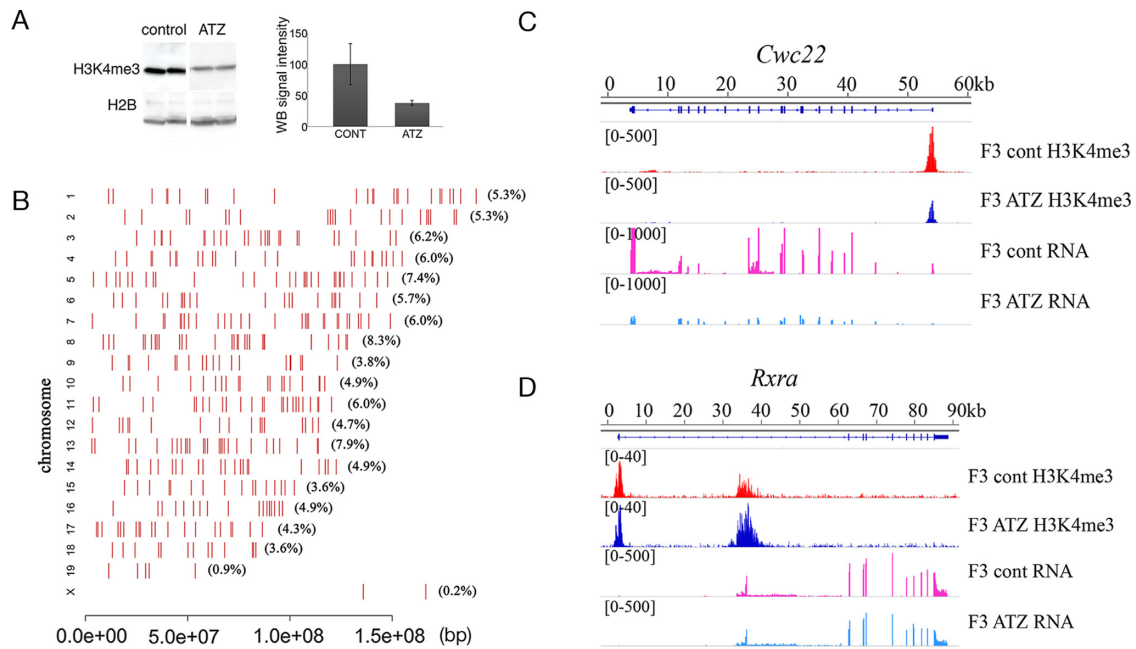 A
control ATZ
H3K4me3
H2B
WB signal intensity
150
100
50
0
CONT ATZ
B
chromosome
1 (5.3%)
2 (5.3%)
3 (6.2%)
4 (6.0%)
5 (7.4%)
6 (5.7%)
7 (6.0%)
8 (8.3%)
9 (3.8%)
10 (4.9%)
11 (6.0%)
12 (4.7%)
13 (7.9%)
14 (4.9%)
15 (3.6%)
16 (4.9%)
17 (4.3%)
18 (3.6%)
19 (0.9%)
X (0.2%)
0.0e+00 5.0e+07 1.0e+08 1.5e+08 (bp)
C
Cwc22
0 10 20 30 40 50 60kb
[0-500] F3 cont H3K4me3
[0-500] F3 ATZ H3K4me3
[0-1000] F3 cont RNA
[0-1000] F3 ATZ RNA
D
Rxra
0 10 20 30 40 50 60 70 80 90kb
[0-40] F3 cont H3K4me3
[0-40] F3 ATZ H3K4me3
[0-500] F3 cont RNA
[0-500] F3 ATZ RNA